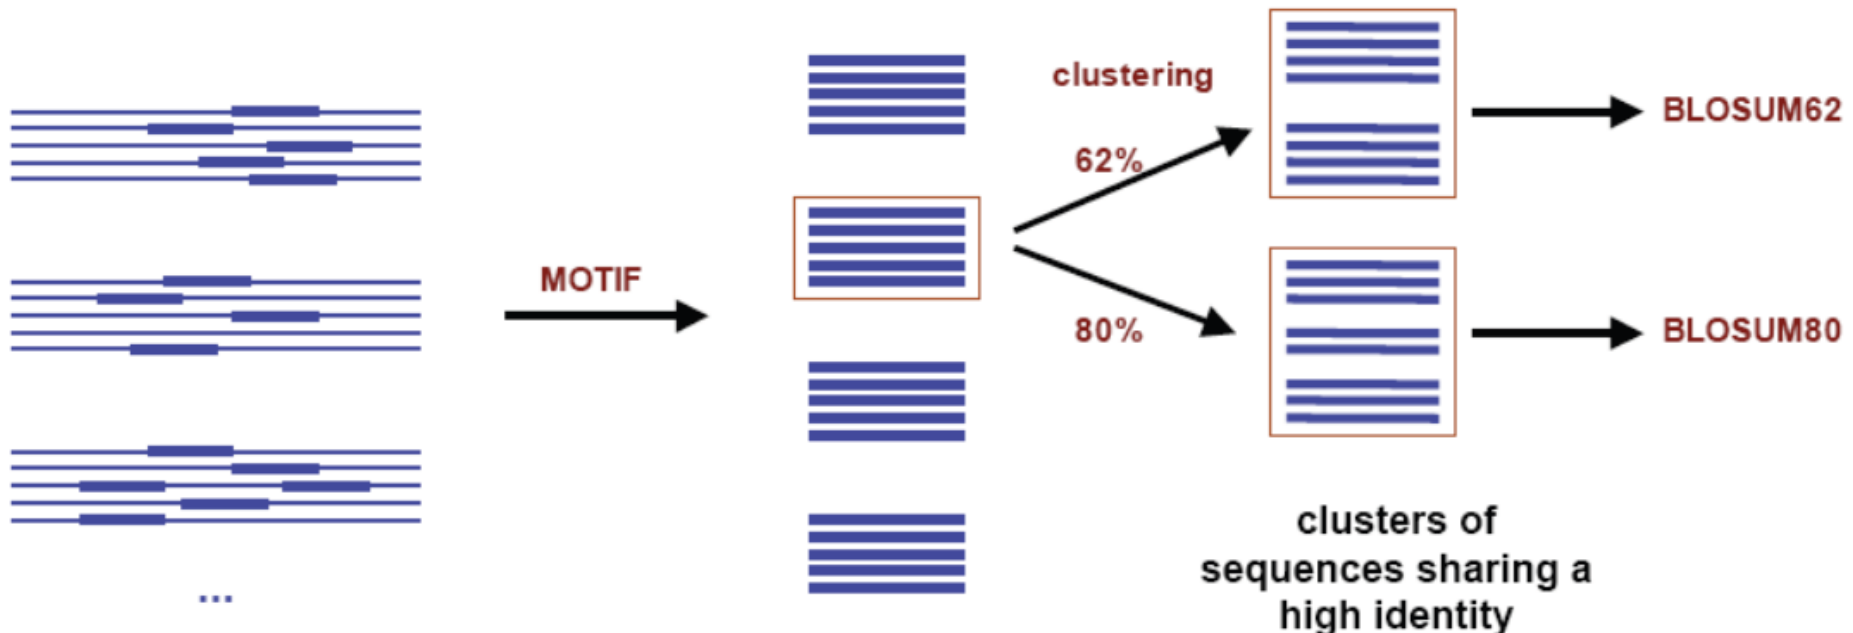 MOTIF
clustering
62%
80%
BLOSUM62
BLOSUM80
clusters of
sequences sharing a
high identity
...